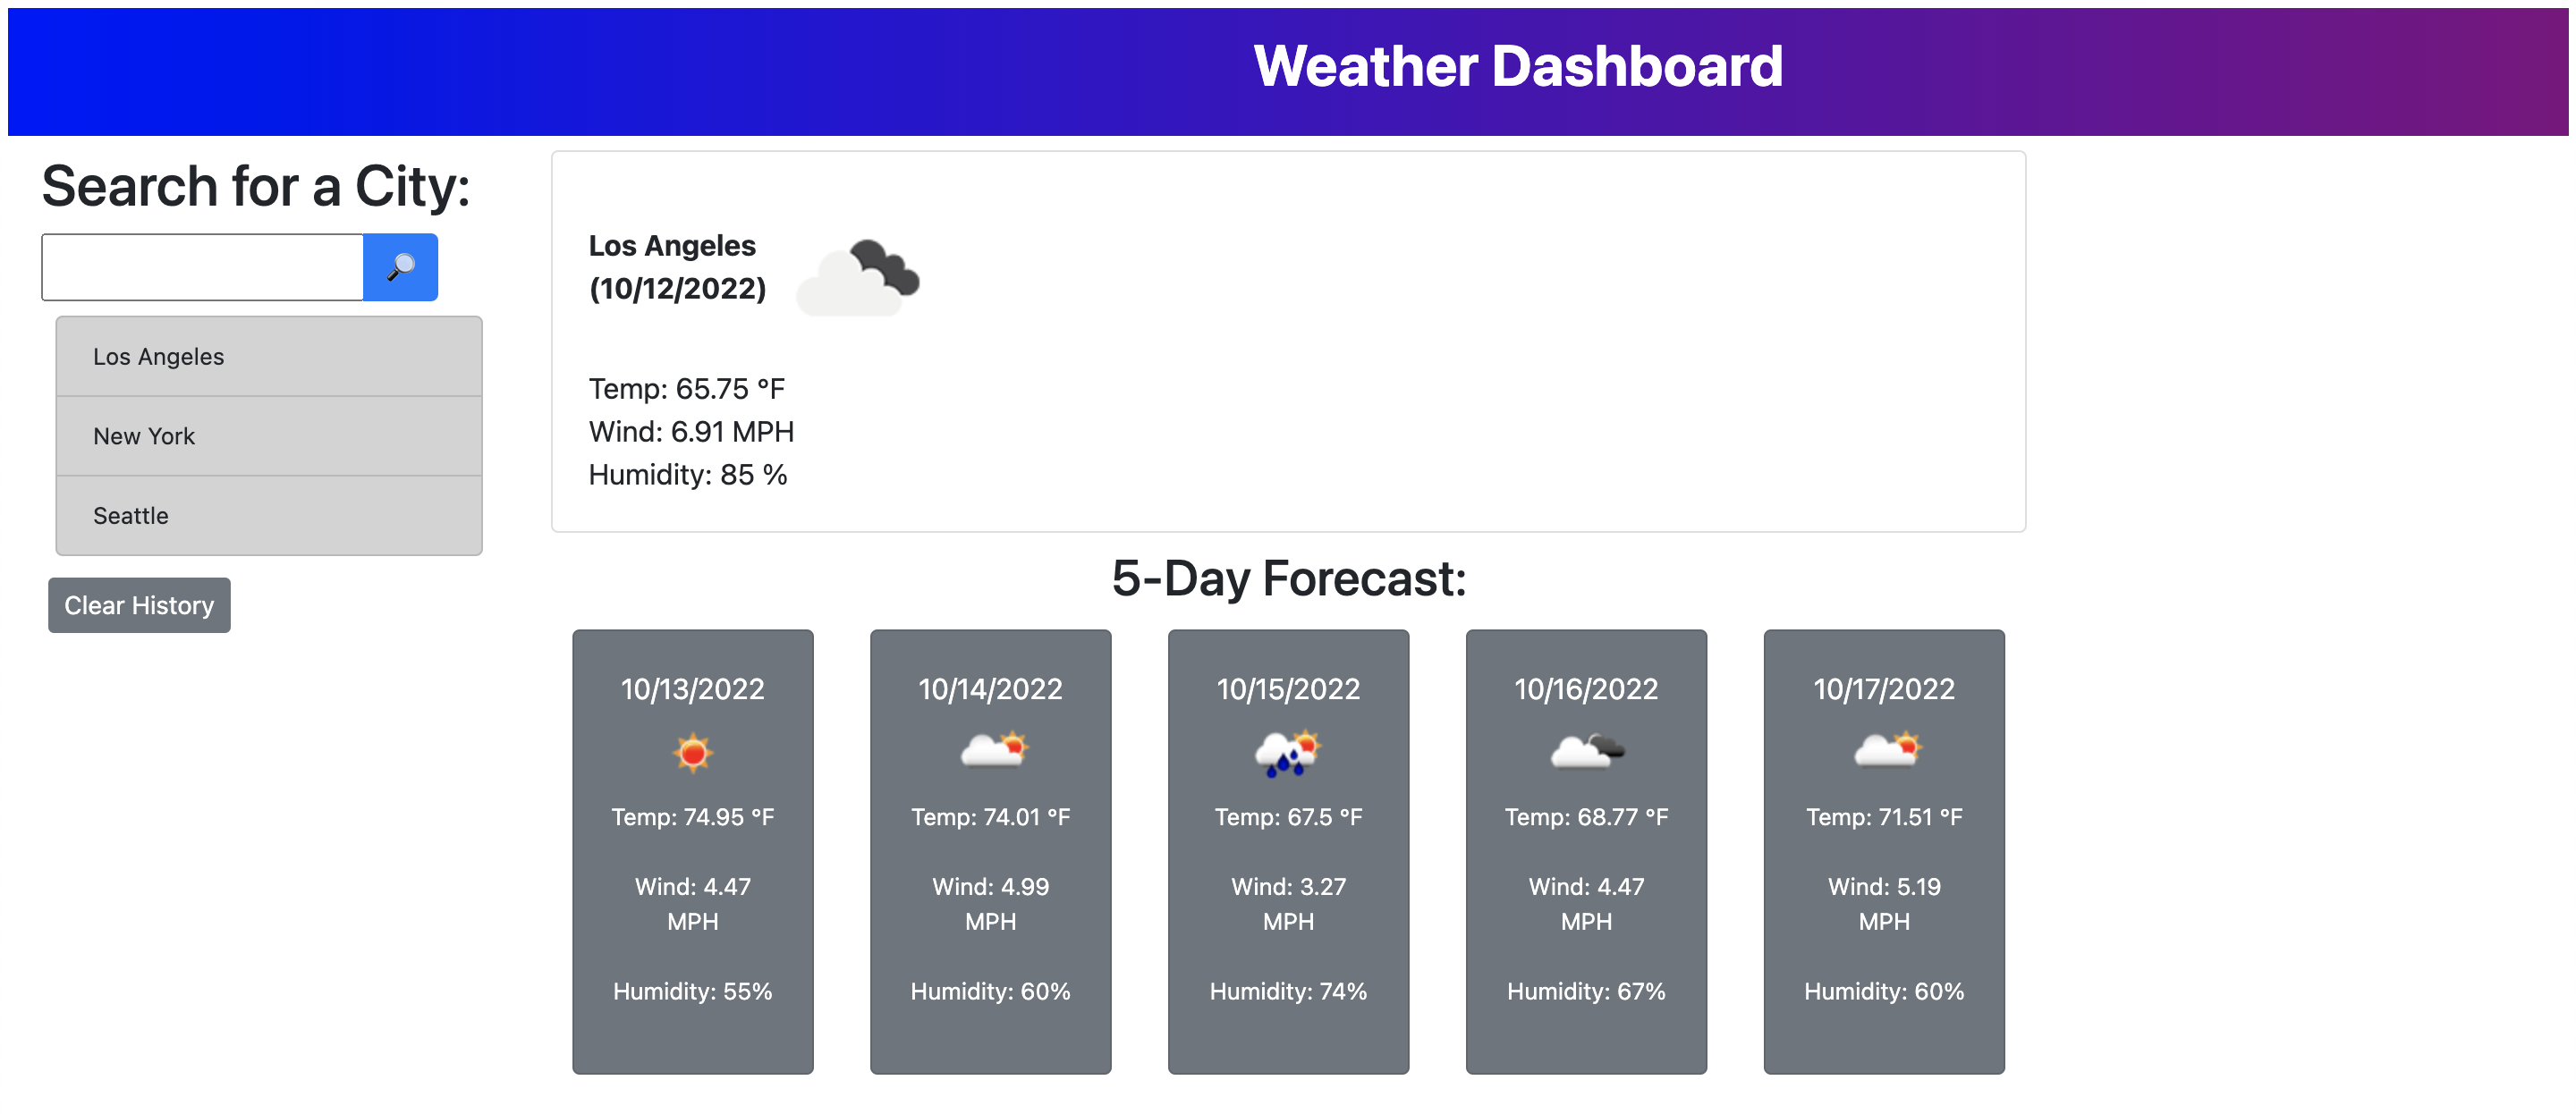 Weather Dashboard
Search for a City:
Los Angeles
New York
Seattle
Clear History
Los Angeles
(10/12/2022)
Temp: 65.75 °F
Wind: 6.91 MPH
Humidity: 85 %
5-Day Forecast:
10/13/2022
Temp: 74.95 °F
Wind: 4.47
MPH
Humidity: 55%
10/14/2022
Temp: 74.01 °F
Wind: 4.99
MPH
Humidity: 60%
10/15/2022
Temp: 67.5 °F
Wind: 3.27
MPH
Humidity: 74%
10/16/2022
Temp: 68.77 °F
Wind: 4.47
MPH
Humidity: 67%
10/17/2022
Temp: 71.51 °F
Wind: 5.19
MPH
Humidity: 60%